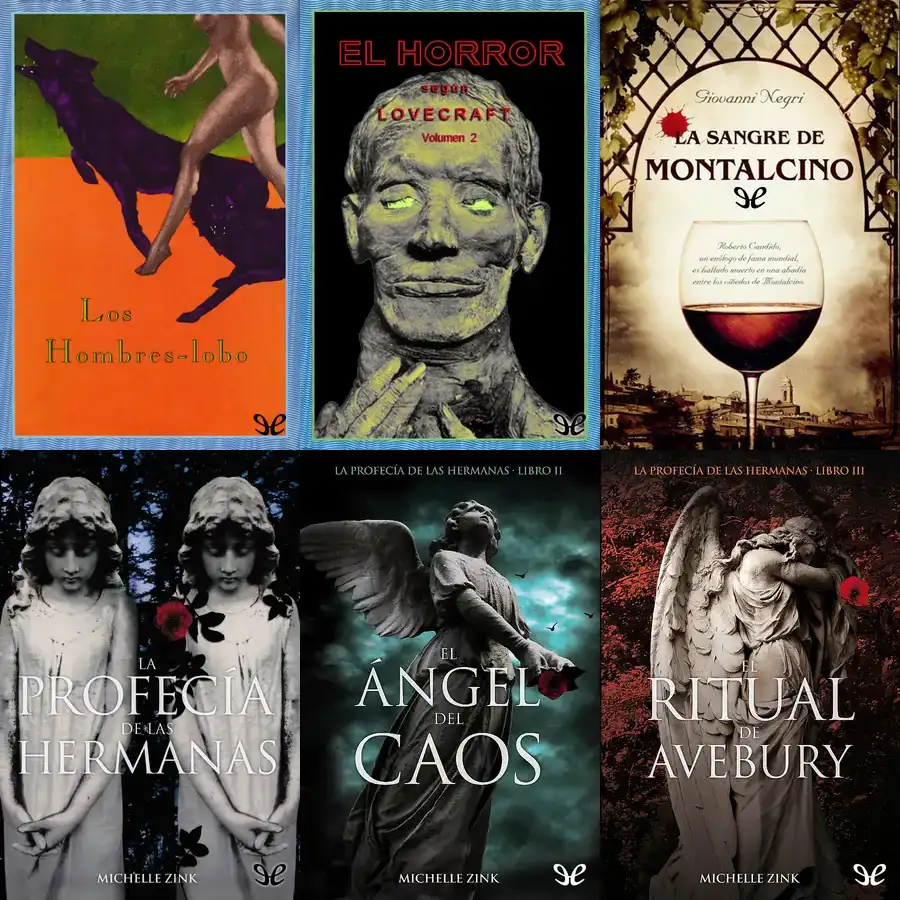 Los
Hombres-lobo
EL HORROR
según
LOVECRAFT
Volumen 2
Giovanni Negri
LA SANGRE DE
MONTALCINO
Roberto Candido,
un enólogo de fama mundial,
es hallado muerto en una abadía
entre los viñedos de Montalcino.
LA
PROFECÍA
DE LAS
HERMANAS
MICHELLE ZINK
LA PROFECÍA DE LAS HERMANAS · LIBRO II
EL
ÁNGEL
DEL
CAOS
MICHELLE ZINK
LA PROFECÍA DE LAS HERMANAS · LIBRO III
EL
RITUAL
DE
AVEBURY
MICHELLE ZINK